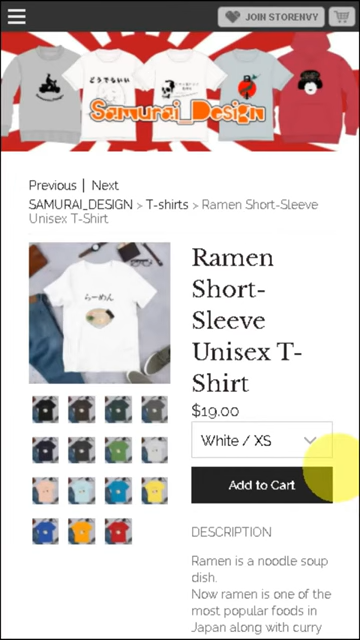 JOIN STORENVY
どうでもいい
Samurai_Design
Previous | Next
SAMURAI_DESIGN > T-shirts > Ramen Short-Sleeve
Unisex T-Shirt
らーめん
Ramen
Short-
Sleeve
Unisex T-
Shirt
$19.00
White / XS
Add to Cart
DESCRIPTION
Ramen is a noodle soup
dish.
Now ramen is one of the
most popular foods in
Japan along with curry